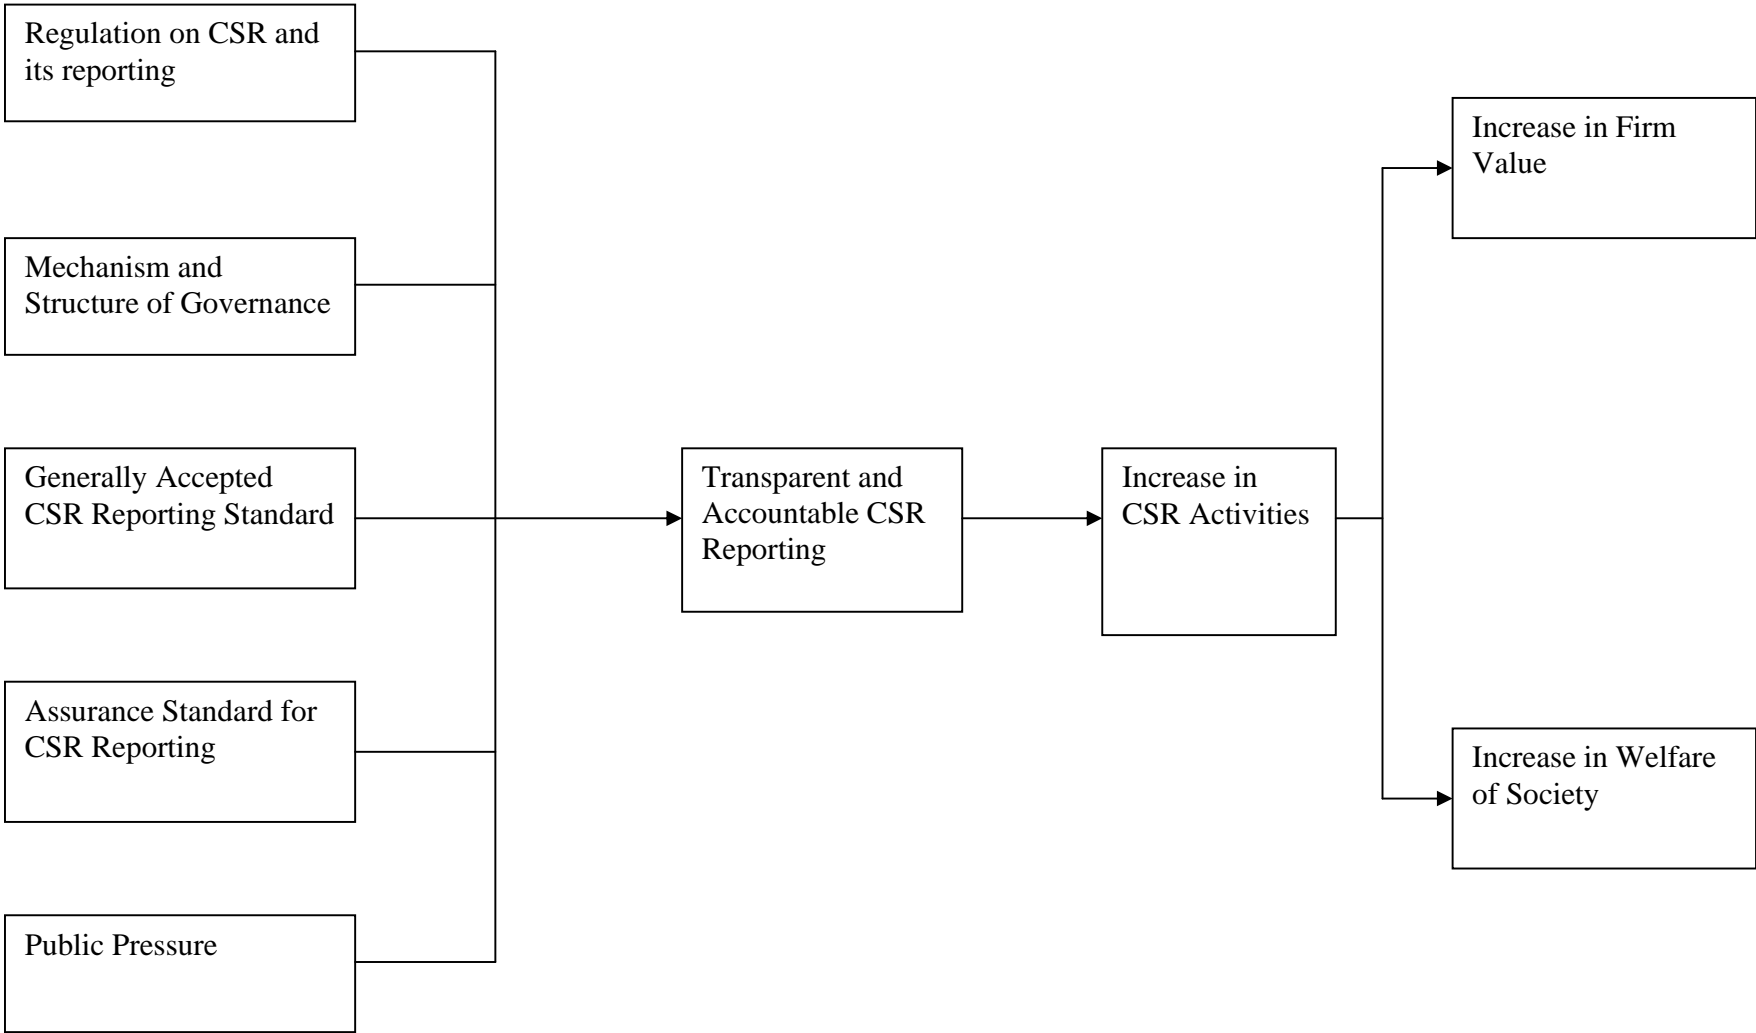 Regulation on CSR and
its reporting
Mechanism and
Structure of Governance
Generally Accepted
CSR Reporting Standard
Assurance Standard for
CSR Reporting
Public Pressure
Transparent and
Accountable CSR
Reporting
Increase in
CSR Activities
Increase in Firm
Value
Increase in Welfare
of Society